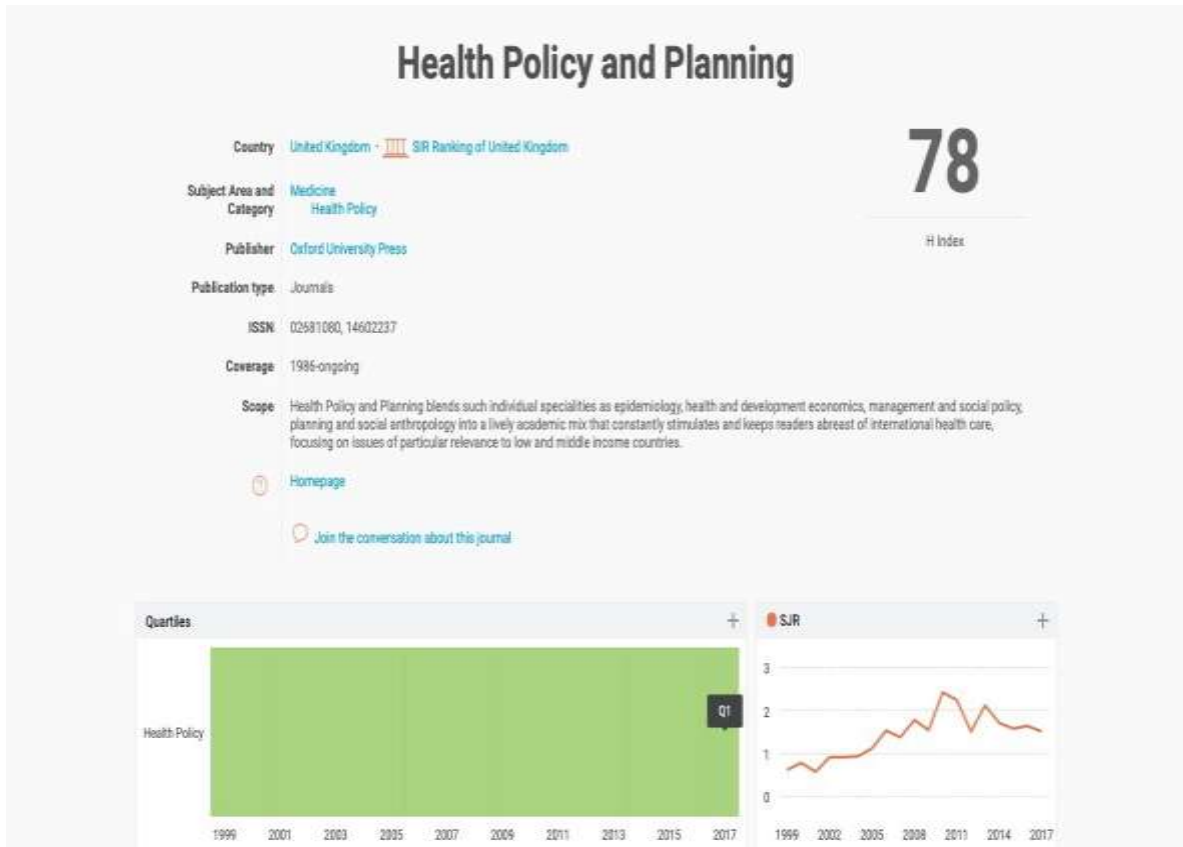 Health Policy and Planning
Country United Kingdom - SIR Ranking of United Kingdom
78
H Index
Subject Area and Category
Medicine
Health Policy
Publisher Oxford University Press
Publication type Journals
ISSN 02681080, 14602237
Coverage 1986-ongoing
Scope Health Policy and Planning blends such individual specialities as epidemiology, health and development economics, management and social policy,
planning and social anthropology into a lively academic mix that constantly stimulates and keeps readers abreast of international health care,
focusing on issues of particular relevance to low and middle income countries.
Homepage
Join the conversation about this journal
Quartiles +
Health Policy
Q1
1999 2001 2003 2005 2007 2009 2011 2013 2015 2017
SJR +
3
2
1
0
1999 2002 2005 2008 2011 2014 2017